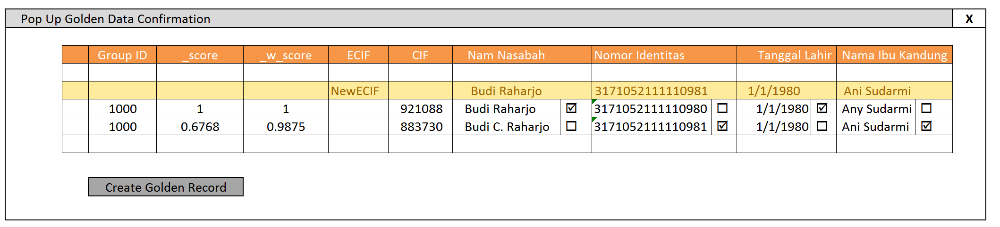 Pop Up Golden Data Confirmation X
Group ID _score _w_score ECIF CIF Nam Nasabah Nomor Identitas Tanggal Lahir Nama Ibu Kandung
NewECIF Budi Raharjo 3171052111110981 1/1/1980 Ani Sudarmi
1000 1 1 921088 Budi Raharjo ☑ 3171052111110980 ☐ 1/1/1980 ☑ Any Sudarmi ☐
1000 0.6768 0.9875 883730 Budi C. Raharjo ☐ 3171052111110981 ☑ 1/1/1980 ☐ Ani Sudarmi ☑
Create Golden Record